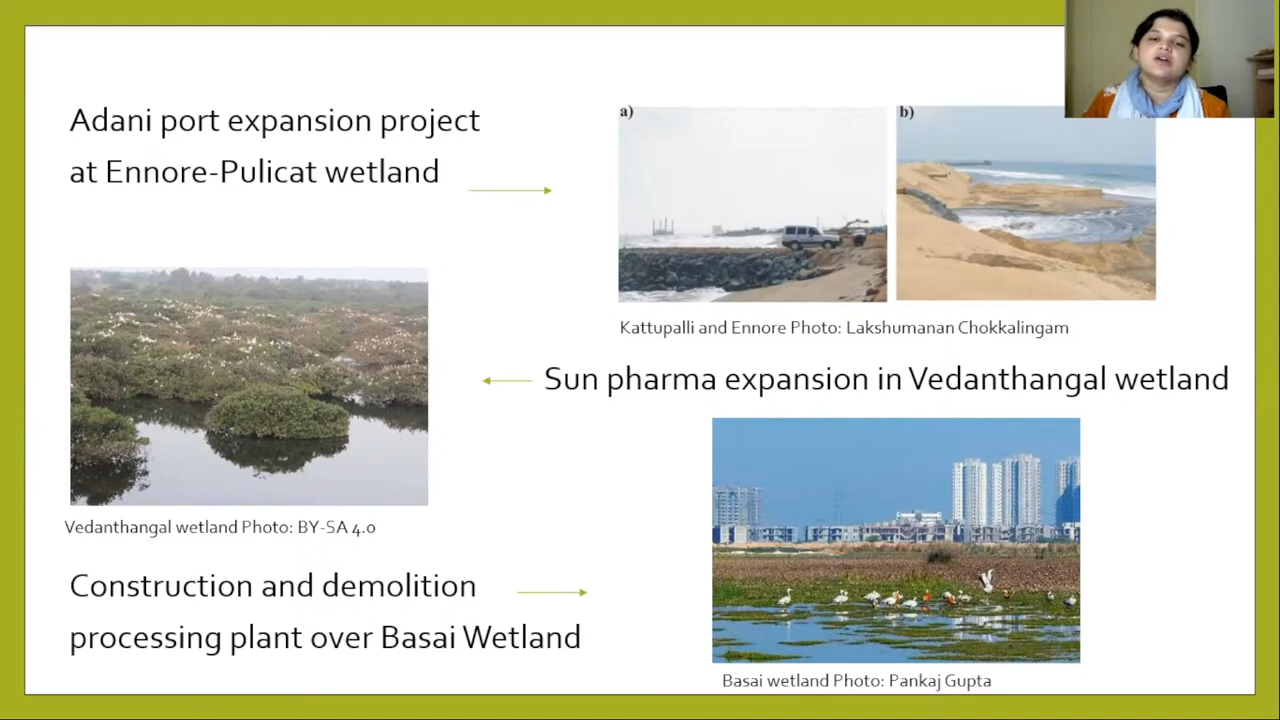 Adani port expansion project
at Ennore-Pulicat wetland
a)
b)
Kattupalli and Ennore Photo: Lakshumanan Chokkalingam
Sun pharma expansion in Vedanthangal wetland
Vedanthangal wetland Photo: BY-SA 4.0
Construction and demolition
processing plant over Basai Wetland
Basai wetland Photo: Pankaj Gupta